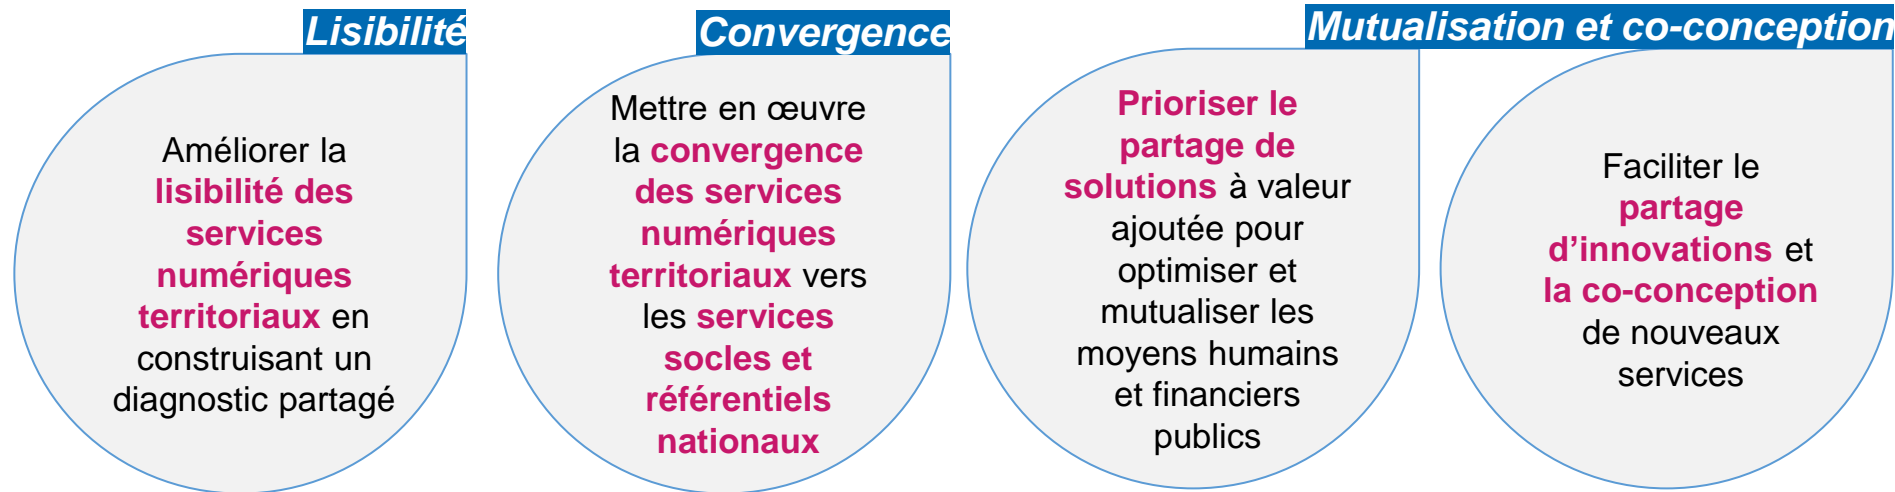 Lisibilité
Améliorer la
lisibilité des
services
numériques
territoriaux en
construisant un
diagnostic partagé
Convergence
Mettre en œuvre
la convergence
des services
numériques
territoriaux vers
les services
socles et
référentiels
nationaux
Mutualisation et co-conception
Prioriser le
partage de
solutions à valeur
ajoutée pour
optimiser et
mutualiser les
moyens humains
et financiers
publics
Faciliter le
partage
d’innovations et
la co-conception
de nouveaux
services